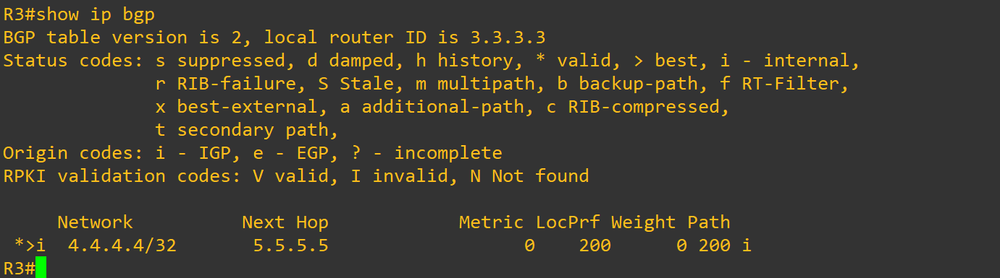 R3#show ip bgp
BGP table version is 2, local router ID is 3.3.3.3
Status codes: s suppressed, d damped, h history, * valid, > best, i - internal,
              r RIB-failure, S Stale, m multipath, b backup-path, f RT-Filter,
              x best-external, a additional-path, c RIB-compressed,
              t secondary path,
Origin codes: i - IGP, e - EGP, ? - incomplete
RPKI validation codes: V valid, I invalid, N Not found

     Network          Next Hop            Metric LocPrf Weight Path
 *>i  4.4.4.4/32       5.5.5.5                  0    200      0 200 i
R3#